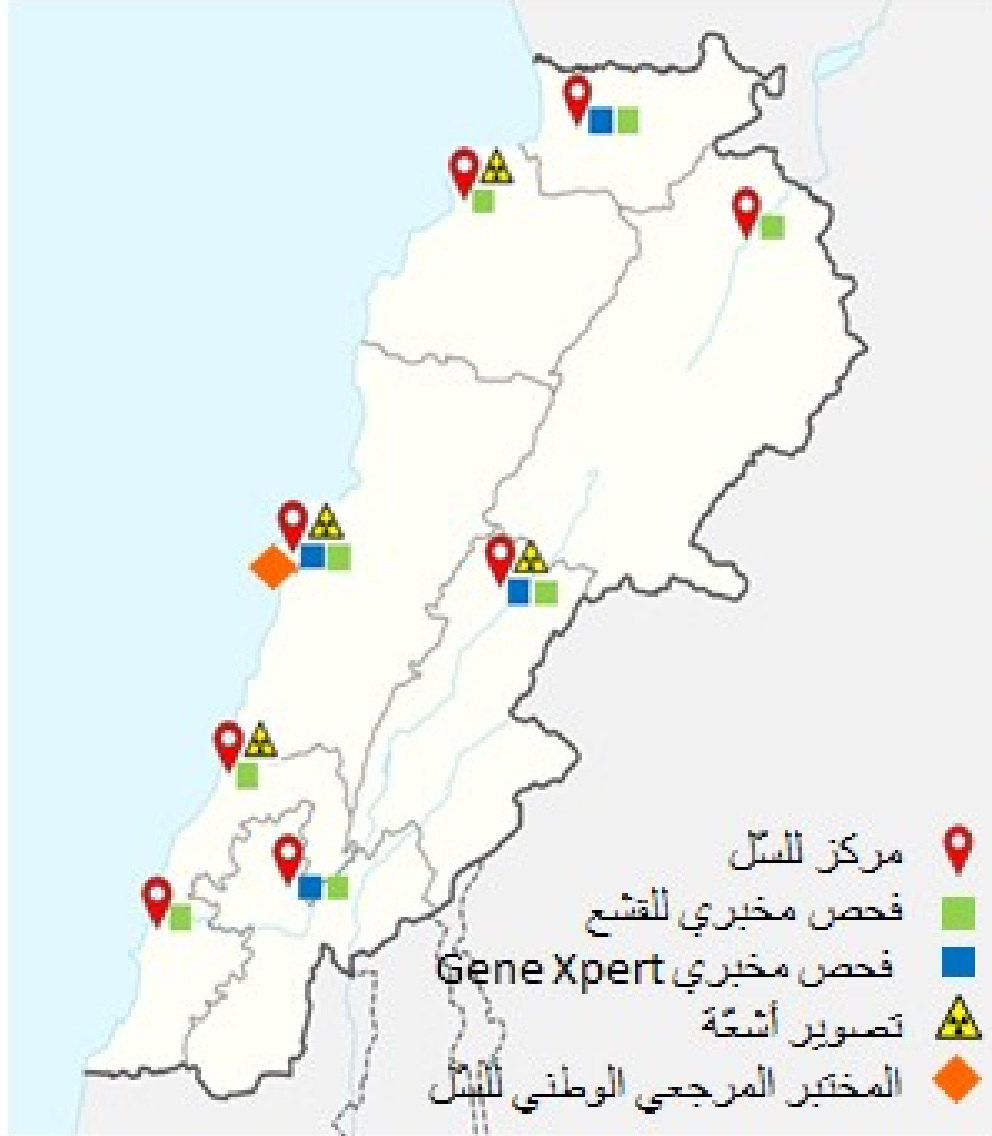 مركز للسّل
فحص مخبري للقشع
فحص مخبري Gene Xpert
تصوير أشعّة
المختبر المرجعي الوطني للسّل